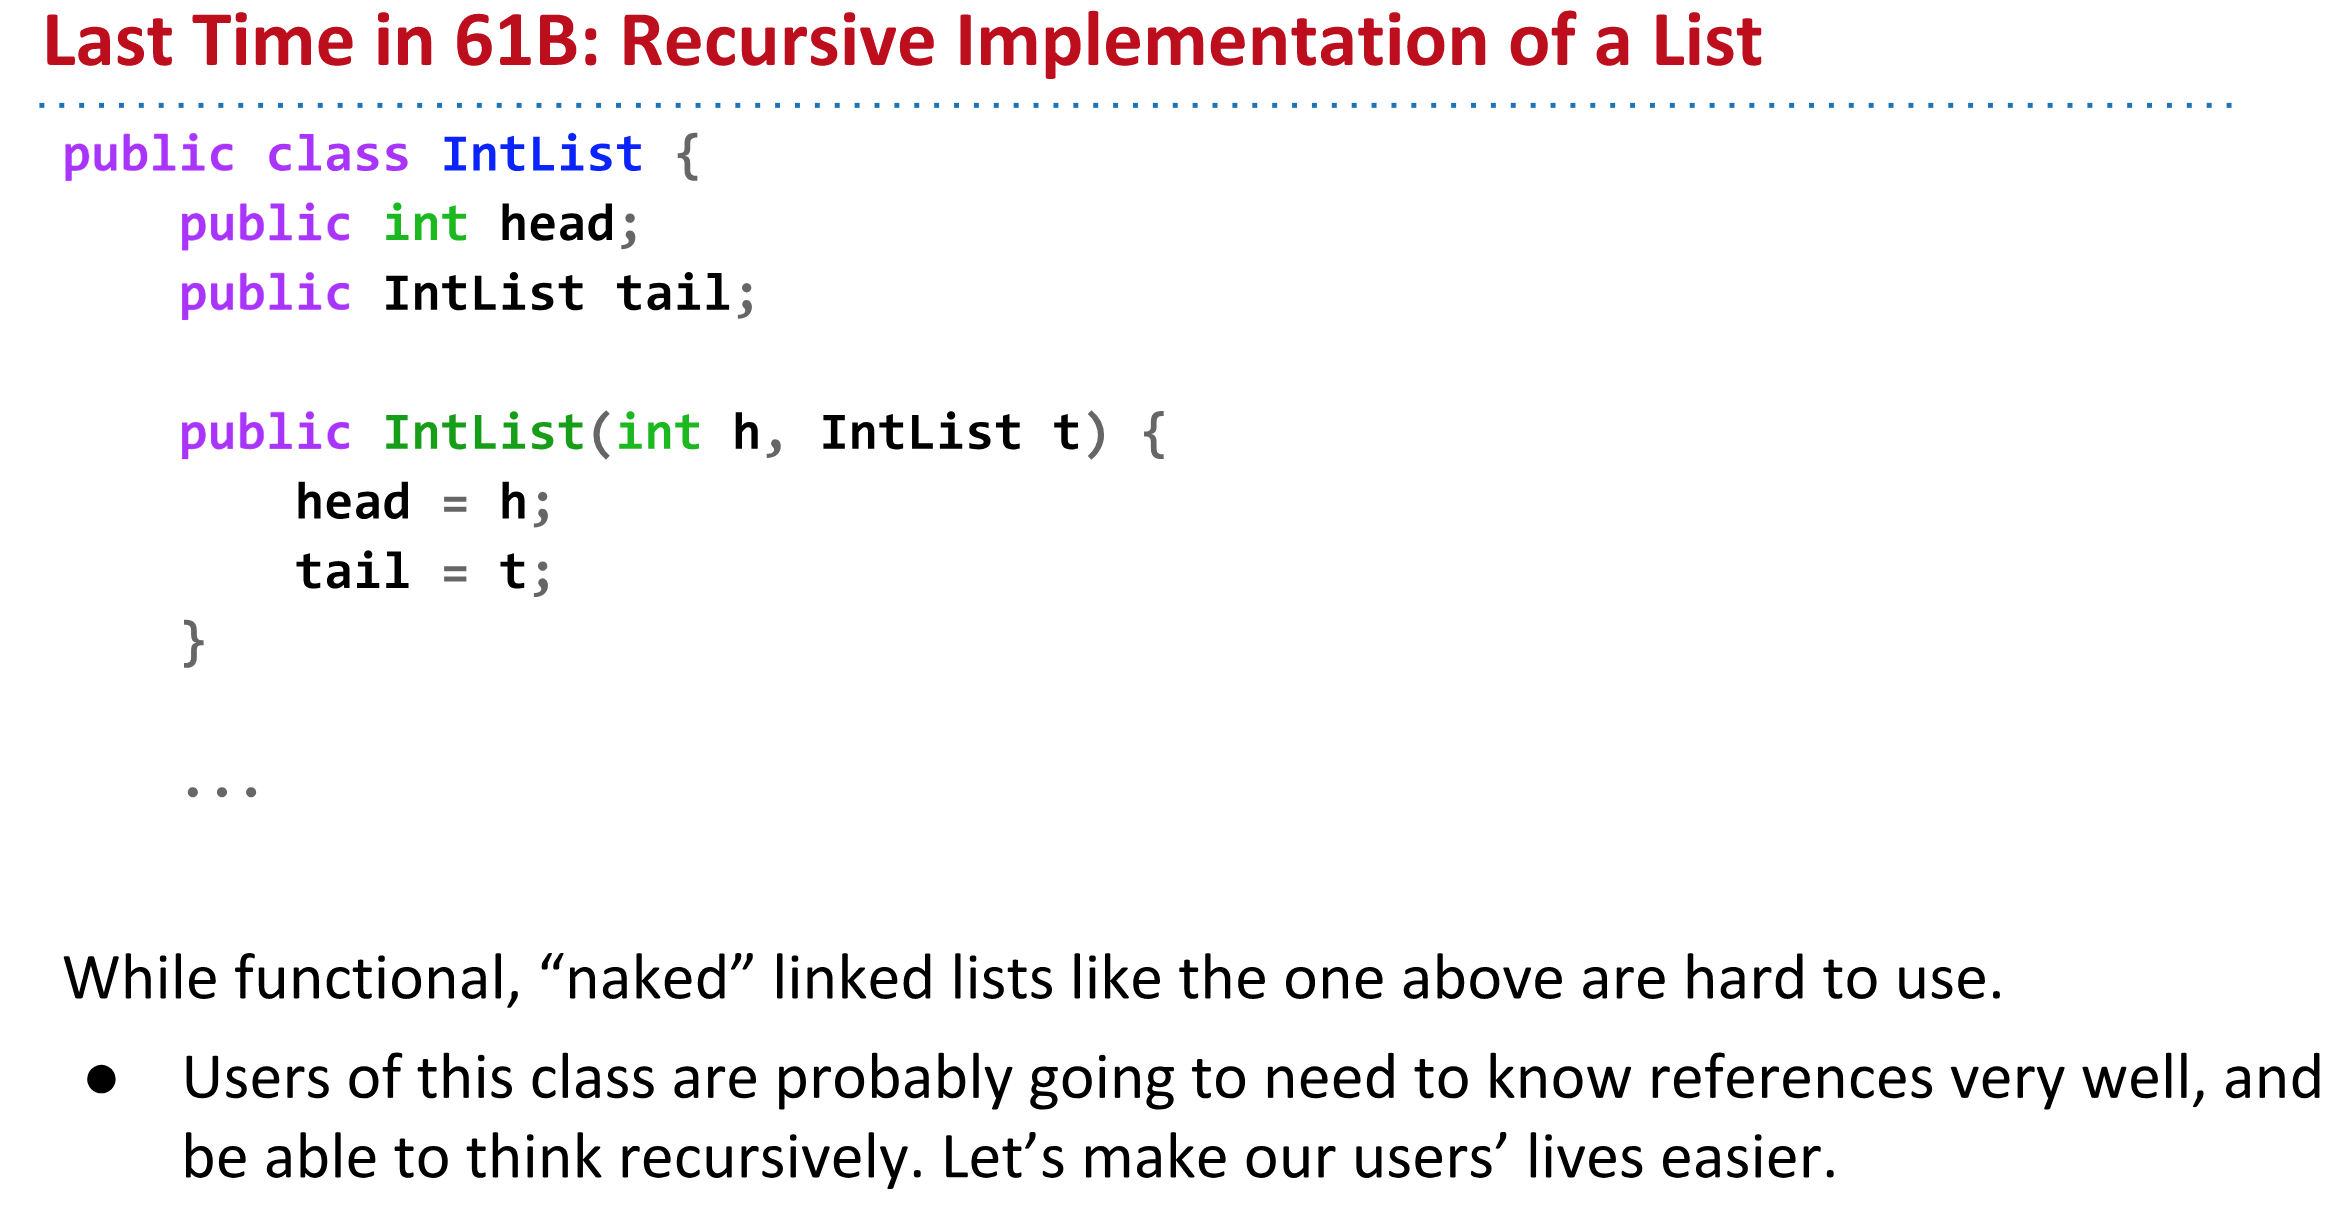 Last Time in 61B: Recursive Implementation of a List
public class IntList {
    public int head;
    public IntList tail;
    public IntList(int h, IntList t) {
        head = h;
        tail = t;
    }
    ...
While functional, “naked” linked lists like the one above are hard to use.
● Users of this class are probably going to need to know references very well, and
be able to think recursively. Let’s make our users’ lives easier.